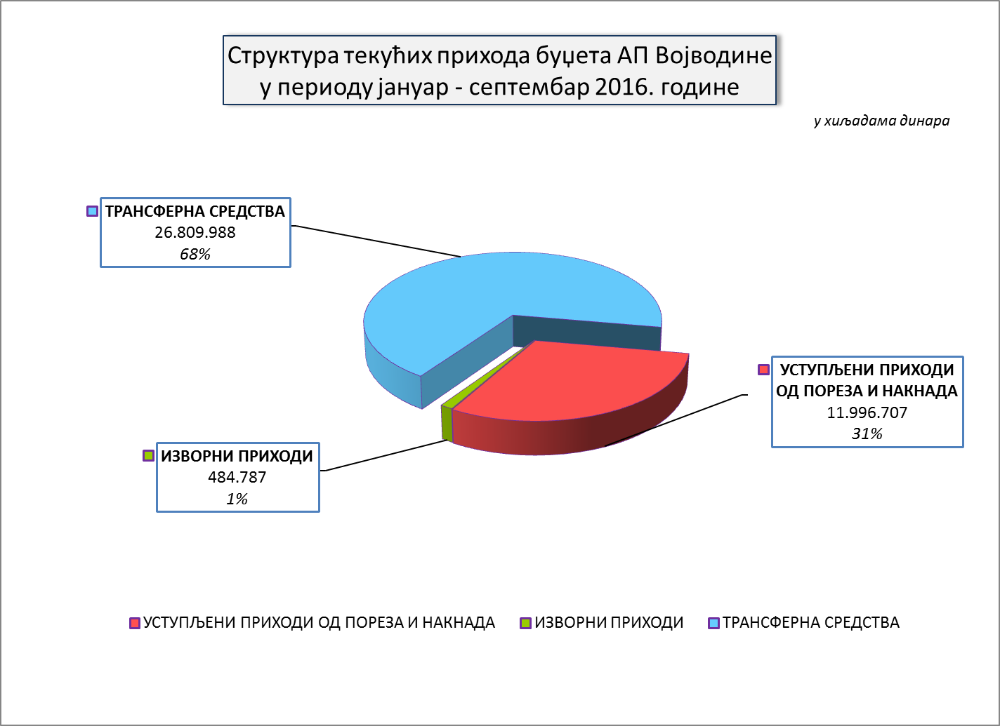 Структура текућих прихода буџета АП Војводине
у периоду јануар - септембар 2016. године
у хиљадама динара
ТРАНСФЕРНА СРЕДСТВА
26.809.988
68%
УСТУПЉЕНИ ПРИХОДИ
ОД ПОРЕЗА И НАКНАДА
11.996.707
31%
ИЗВОРНИ ПРИХОДИ
484.787
1%
УСТУПЉЕНИ ПРИХОДИ ОД ПОРЕЗА И НАКНАДА ИЗВОРНИ ПРИХОДИ ТРАНСФЕРНА СРЕДСТВА